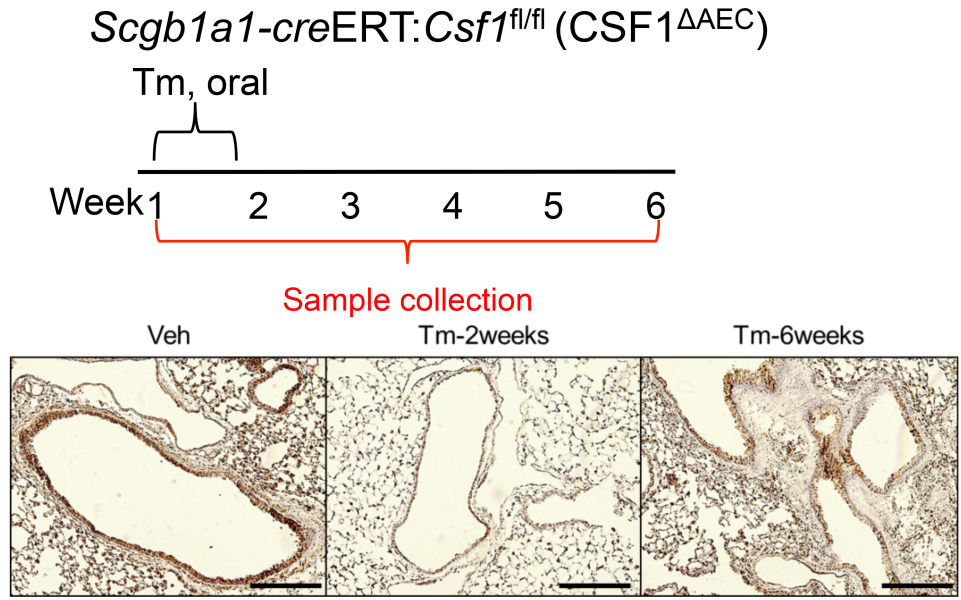 Scgb1a1-creERT:Csf1fl/fl (CSF1ΔAEC)
Tm, oral
Week 1 2 3 4 5 6
Sample collection
Veh Tm-2weeks Tm-6weeks